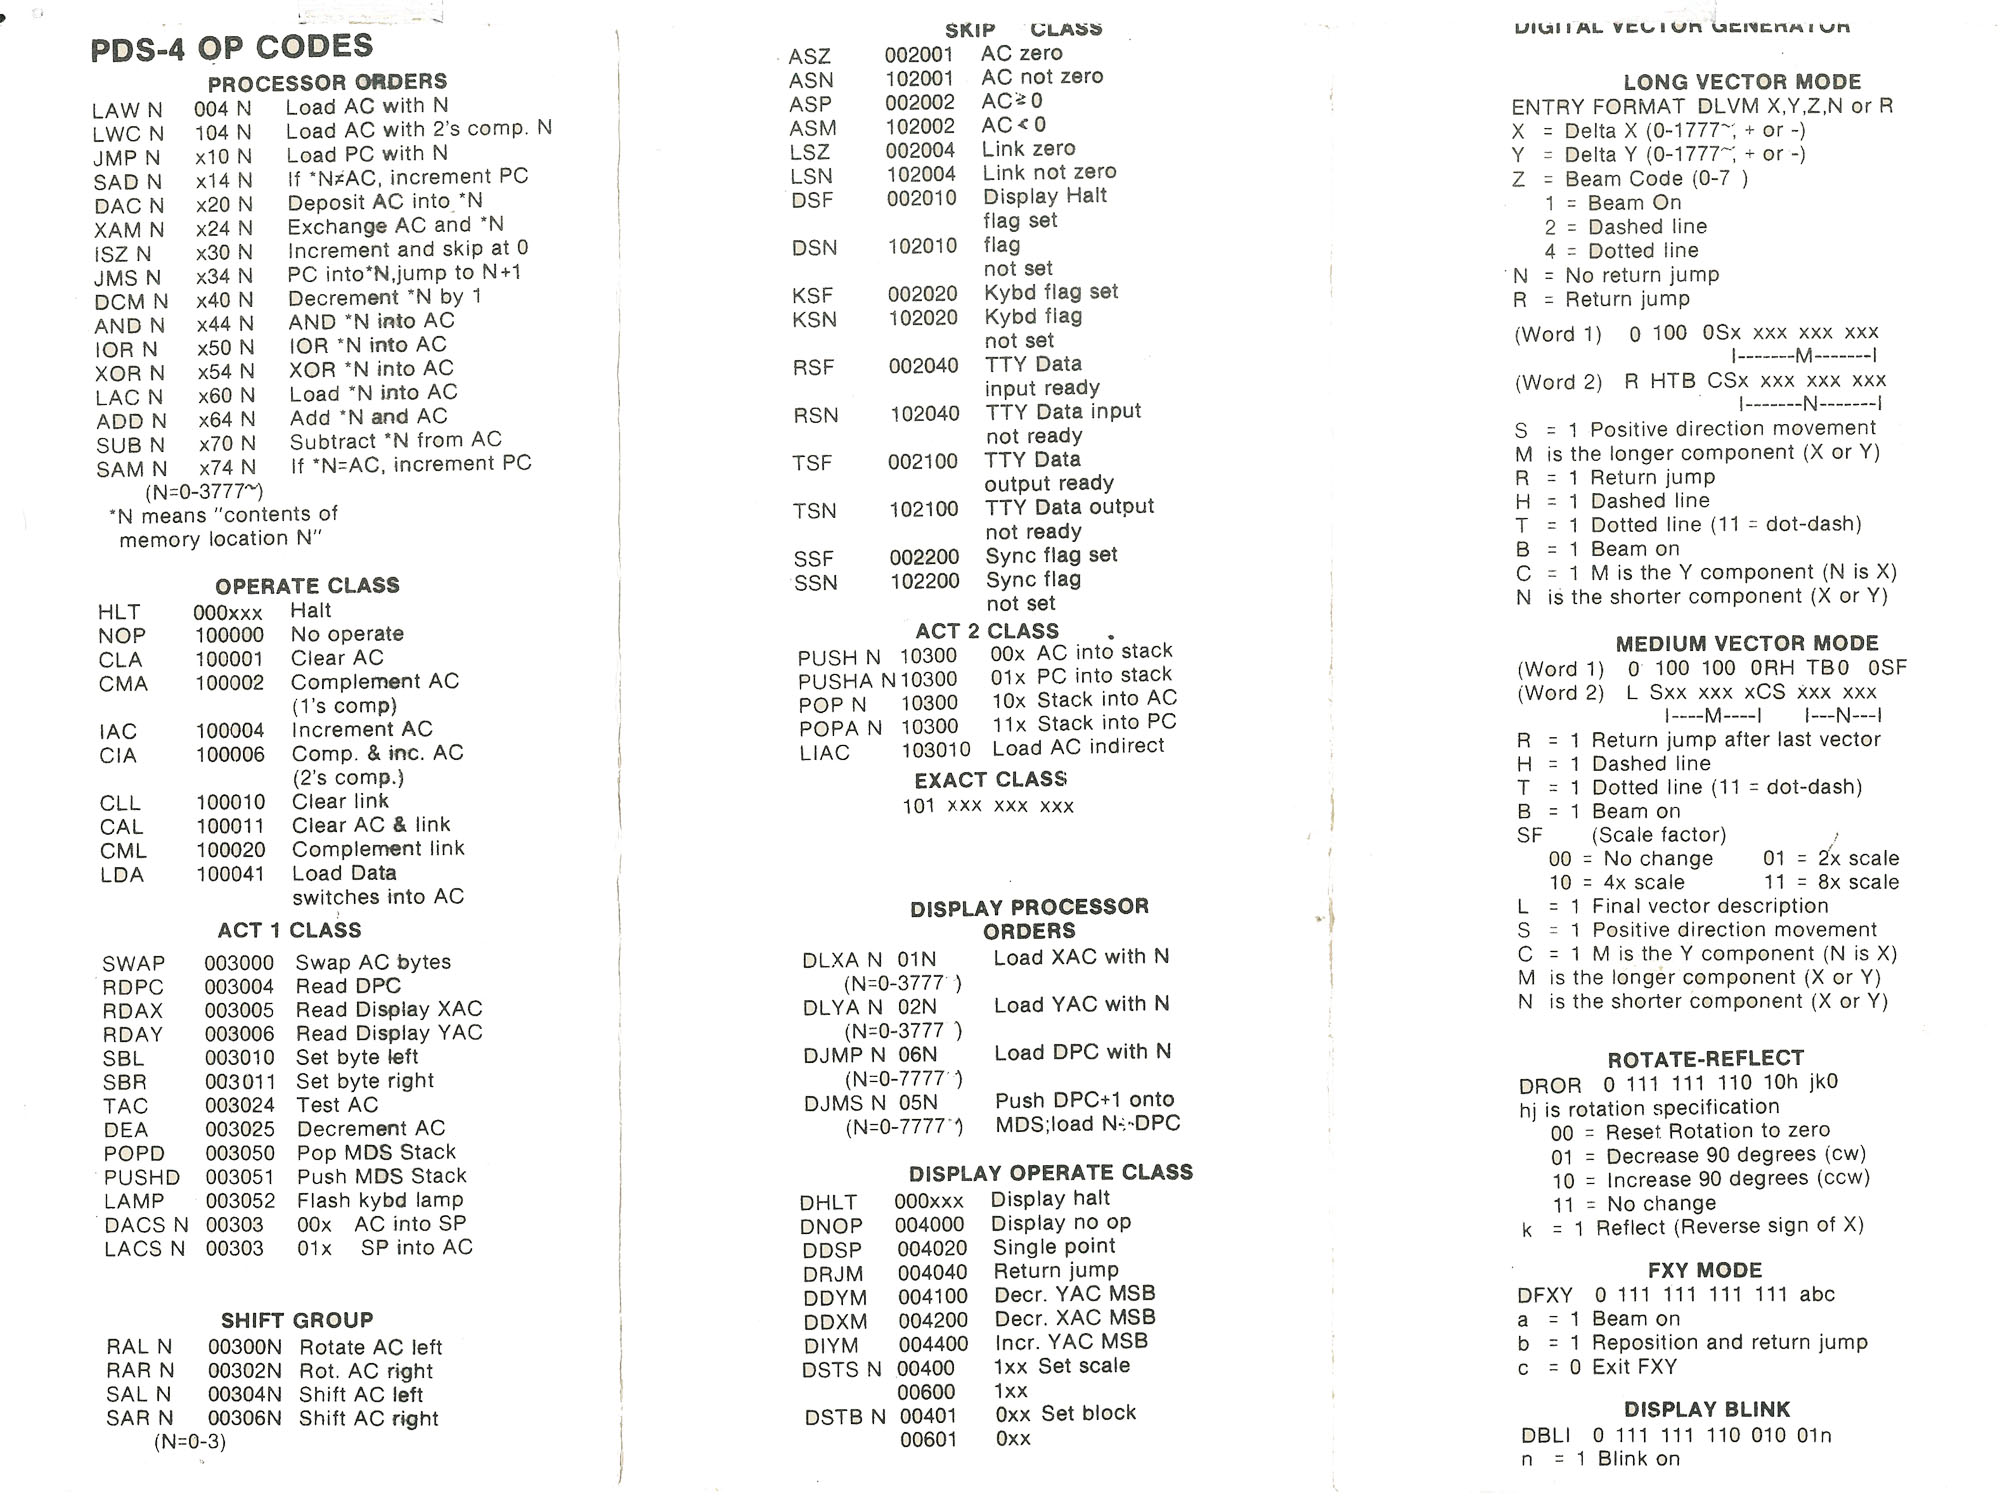 PDS-4 OP CODES
PROCESSOR ORDERS
LAW N 004 N Load AC with N
LWC N 104 N Load AC with 2's comp. N
JMP N x10 N Load PC with N
SAD N x14 N If *N≠AC, increment PC
DAC N x20 N Deposit AC into *N
XAM N x24 N Exchange AC and *N
ISZ N x30 N Increment and skip at 0
JMS N x34 N PC into*N,jump to N+1
DCM N x40 N Decrement *N by 1
AND N x44 N AND *N into AC
IOR N x50 N IOR *N into AC
XOR N x54 N XOR *N into AC
LAC N x60 N Load *N into AC
ADD N x64 N Add *N and AC
SUB N x70 N Subtract *N from AC
SAM N x74 N If *N=AC, increment PC
(N=0-3777~)
*N means "contents of
memory location N"
OPERATE CLASS
HLT 000xxx Halt
NOP 100000 No operate
CLA 100001 Clear AC
CMA 100002 Complement AC
(1's comp)
IAC 100004 Increment AC
CIA 100006 Comp. & inc. AC
(2's comp.)
CLL 100010 Clear link
CAL 100011 Clear AC & link
CML 100020 Complement link
LDA 100041 Load Data
switches into AC
ACT 1 CLASS
SWAP 003000 Swap AC bytes
RDPC 003004 Read DPC
RDAX 003005 Read Display XAC
RDAY 003006 Read Display YAC
SBL 003010 Set byte left
SBR 003011 Set byte right
TAC 003024 Test AC
DEA 003025 Decrement AC
POPD 003050 Pop MDS Stack
PUSHD 003051 Push MDS Stack
LAMP 003052 Flash kybd lamp
DACS N 00303 00x AC into SP
LACS N 00303 01x SP into AC
SHIFT GROUP
RAL N 00300N Rotate AC left
RAR N 00302N Rot. AC right
SAL N 00304N Shift AC left
SAR N 00306N Shift AC right
(N=0-3)
SKIP CLASS
ASZ 002001 AC zero
ASN 102001 AC not zero
ASP 002002 AC≥0
ASM 102002 AC<0
LSZ 002004 Link zero
LSN 102004 Link not zero
DSF 002010 Display Halt
flag set
DSN 102010 flag
not set
KSF 002020 Kybd flag set
KSN 102020 Kybd flag
not set
RSF 002040 TTY Data
input ready
RSN 102040 TTY Data input
not ready
TSF 002100 TTY Data
output ready
TSN 102100 TTY Data output
not ready
SSF 002200 Sync flag set
SSN 102200 Sync flag
not set
ACT 2 CLASS
PUSH N 10300 00x AC into stack
PUSHA N 10300 01x PC into stack
POP N 10300 10x Stack into AC
POPA N 10300 11x Stack into PC
LIAC 103010 Load AC indirect
EXACT CLASS
101 xxx xxx xxx
DISPLAY PROCESSOR
ORDERS
DLXA N 01N Load XAC with N
(N=0-3777 )
DLYA N 02N Load YAC with N
(N=0-3777 )
DJMP N 06N Load DPC with N
(N=0-7777 )
DJMS N 05N Push DPC+1 onto
(N=0-7777 ) MDS;load N DPC
DISPLAY OPERATE CLASS
DHLT 000xxx Display halt
DNOP 004000 Display no op
DDSP 004020 Single point
DRJM 004040 Return jump
DDYM 004100 Decr. YAC MSB
DDXM 004200 Decr. XAC MSB
DIYM 004400 Incr. YAC MSB
DSTS N 00400 1xx Set scale
00600 1xx
DSTB N 00401 0xx Set block
00601 0xx
DIGITAL VECTOR GENERATOR
LONG VECTOR MODE
ENTRY FORMAT DLVM X,Y,Z,N or R
X = Delta X (0-1777~, + or -)
Y = Delta Y (0-1777~, + or -)
Z = Beam Code (0-7 )
1 = Beam On
2 = Dashed line
4 = Dotted line
N = No return jump
R = Return jump
(Word 1) 0 100 0Sx xxx xxx xxx
I-------M-------I
(Word 2) R HTB CSx xxx xxx xxx
I-------N-------I
S = 1 Positive direction movement
M is the longer component (X or Y)
R = 1 Return jump
H = 1 Dashed line
T = 1 Dotted line (11 = dot-dash)
B = 1 Beam on
C = 1 M is the Y component (N is X)
N is the shorter component (X or Y)
MEDIUM VECTOR MODE
(Word 1) 0 100 100 0RH TB0 0SF
(Word 2) L Sxx xxx xCS xxx xxx
I----M----I I---N---I
R = 1 Return jump after last vector
H = 1 Dashed line
T = 1 Dotted line (11 = dot-dash)
B = 1 Beam on
SF (Scale factor)
00 = No change 01 = 2x scale
10 = 4x scale 11 = 8x scale
L = 1 Final vector description
S = 1 Positive direction movement
C = 1 M is the Y component (N is X)
M is the longer component (X or Y)
N is the shorter component (X or Y)
ROTATE-REFLECT
DROR 0 111 111 110 10h jk0
hj is rotation specification
00 = Reset Rotation to zero
01 = Decrease 90 degrees (cw)
10 = Increase 90 degrees (ccw)
11 = No change
k = 1 Reflect (Reverse sign of X)
FXY MODE
DFXY 0 111 111 111 111 abc
a = 1 Beam on
b = 1 Reposition and return jump
c = 0 Exit FXY
DISPLAY BLINK
DBLI 0 111 111 110 010 01n
n = 1 Blink on